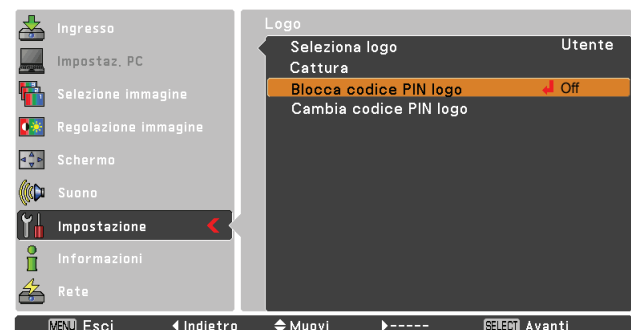 Ingresso
Impostaz. PC
Selezione immagine
Regolazione immagine
Schermo
Suono
Impostazione
Informazioni
Rete
Logo
Seleziona logo Utente
Cattura
Blocca codice PIN logo Off
Cambia codice PIN logo
MENU Esci Indietro Muovi ----- SELECT Avanti